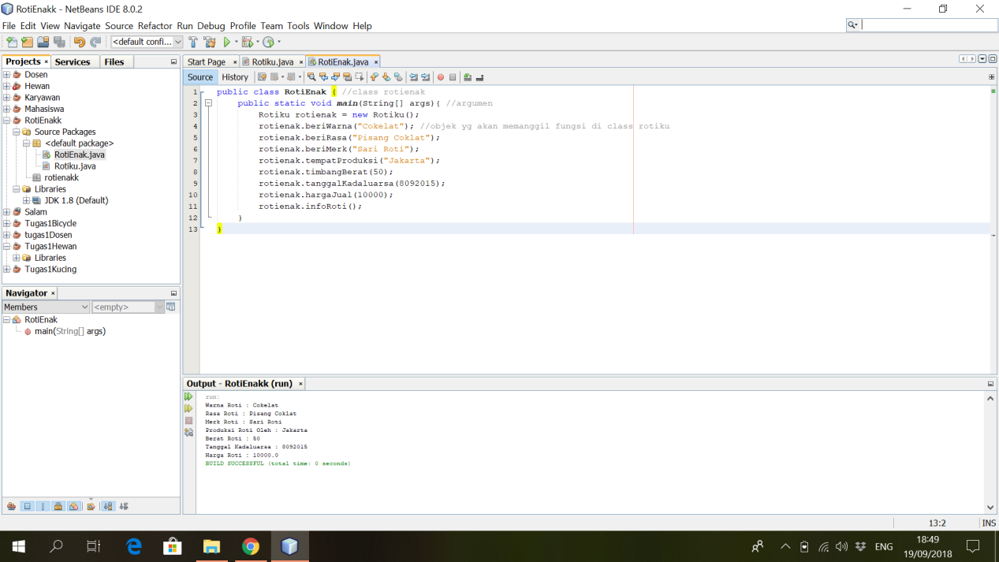 RotiEnakk - NetBeans IDE 8.0.2
File Edit View Navigate Source Refactor Run Debug Profile Team Tools Window Help
<default confi...
Projects Services Files
Dosen
Hewan
Karyawan
Mahasiswa
RotiEnakk
Source Packages
<default package>
RotiEnak.java
Rotiku.java
rotienakk
Libraries
JDK 1.8 (Default)
Salam
Tugas1Bicycle
tugas1Dosen
Tugas1Hewan
Libraries
Tugas1Kucing
Navigator
Members <empty>
RotiEnak
main(String[] args)
Start Page Rotiku.java RotiEnak.java
Source History
1 public class RotiEnak { //class rotienak
2 public static void main(String[] args){ //argumen
3 Rotiku rotienak = new Rotiku();
4 rotienak.beriWarna("Cokelat"); //objek yg akan memanggil fungsi di class rotiku
5 rotienak.beriRasa("Pisang Coklat");
6 rotienak.beriMerk("Sari Roti");
7 rotienak.tempatProduksi("Jakarta");
8 rotienak.timbangBerat(50);
9 rotienak.tanggalKadaluarsa(8092015);
10 rotienak.hargaJual(10000);
11 rotienak.infoRoti();
12 }
13 }
Output - RotiEnakk (run)
run:
Warna Roti : Cokelat
Rasa Roti : Pisang Coklat
Merk Roti : Sari Roti
Produksi Roti Oleh : Jakarta
Berat Roti : 50
Tanggal Kadaluarsa : 8092015
Harga Roti : 10000.0
BUILD SUCCESSFUL (total time: 0 seconds)
13:2 INS
ENG
18:49
19/09/2018